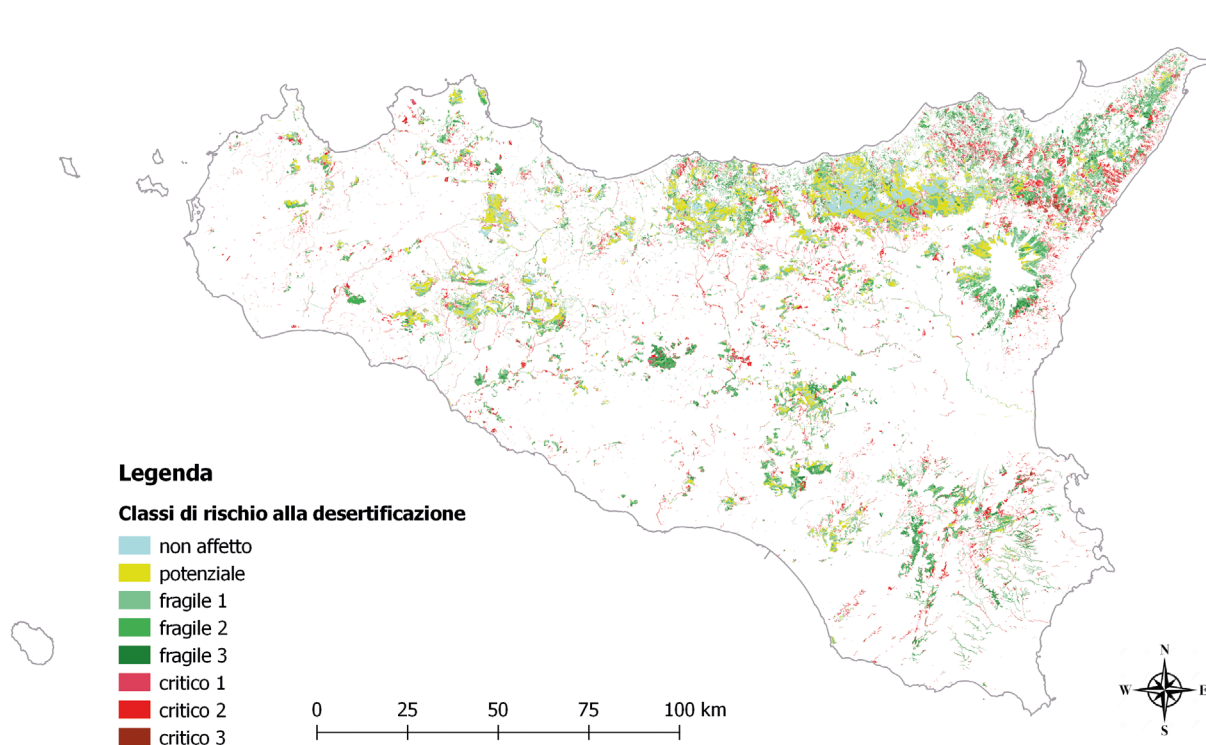 Legenda
Classi di rischio alla desertificazione
non affetto
potenziale
fragile 1
fragile 2
fragile 3
critico 1
critico 2
critico 3
0 25 50 75 100 km
N
W E
S